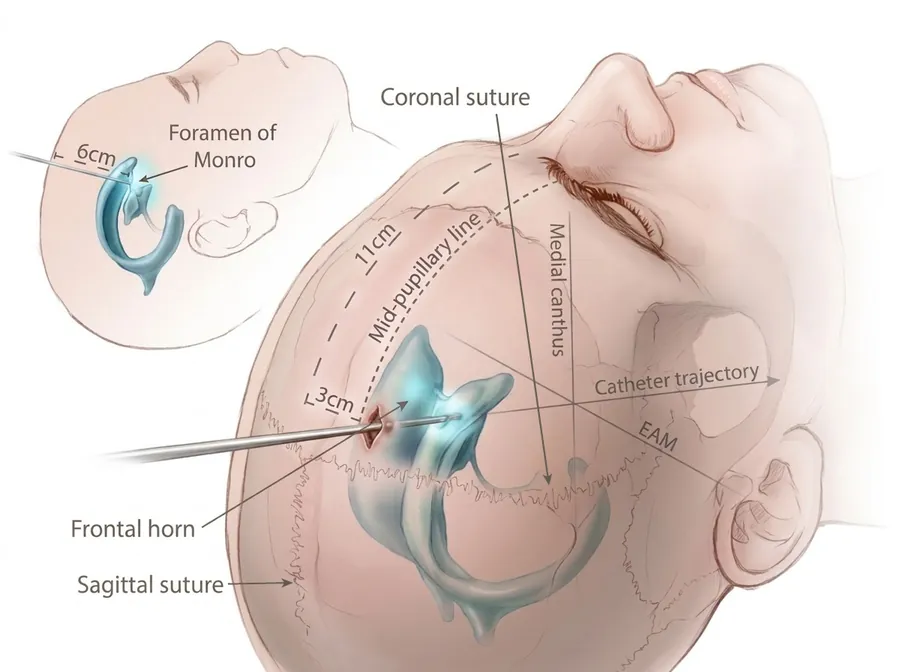 Coronal suture
Foramen of
Monro
6cm
11cm
Mid-pupillary line
Medial canthus
3cm
Catheter trajectory
EAM
Frontal horn
Sagittal suture